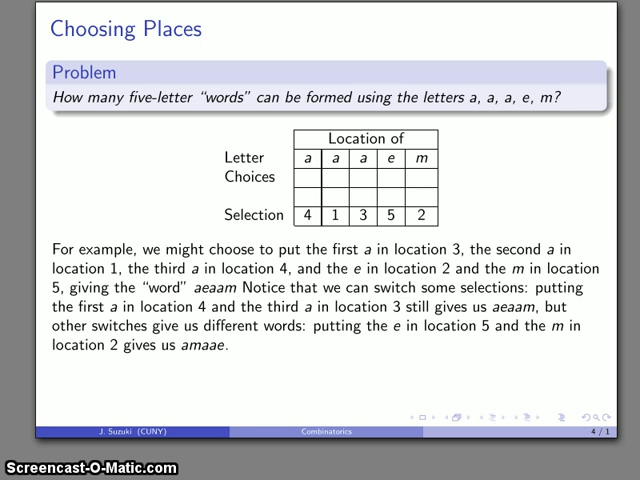 Choosing Places
Problem
How many five-letter “words” can be formed using the letters a, a, a, e, m?
Location of
Letter a a a e m
Choices
Selection 4 1 3 5 2
For example, we might choose to put the first a in location 3, the second a in
location 1, the third a in location 4, and the e in location 2 and the m in location
5, giving the “word” aeaam Notice that we can switch some selections: putting
the first a in location 4 and the third a in location 3 still gives us aeaam, but
other switches give us different words: putting the e in location 5 and the m in
location 2 gives us amaae.
J. Suzuki (CUNY) Combinatorics 4 / 1
Screencast-O-Matic.com